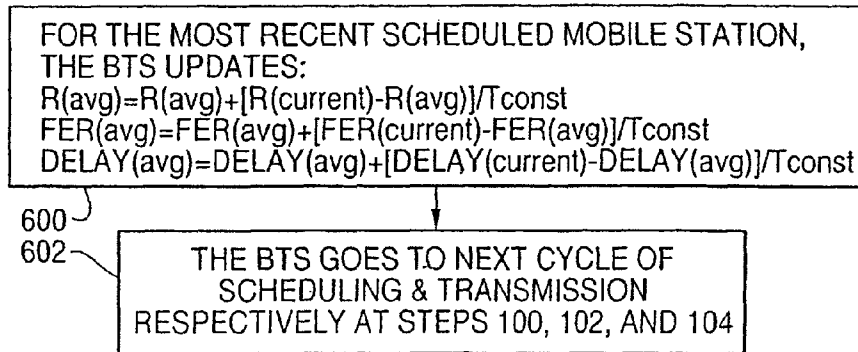 FOR THE MOST RECENT SCHEDULED MOBILE STATION,
THE BTS UPDATES:
R(avg)=R(avg)+[R(current)-R(avg)]/Tconst
FER(avg)=FER(avg)+[FER(current)-FER(avg)]/Tconst
DELAY(avg)=DELAY(avg)+[DELAY(current)-DELAY(avg)]/Tconst
600
602
THE BTS GOES TO NEXT CYCLE OF
SCHEDULING & TRANSMISSION
RESPECTIVELY AT STEPS 100, 102, AND 104